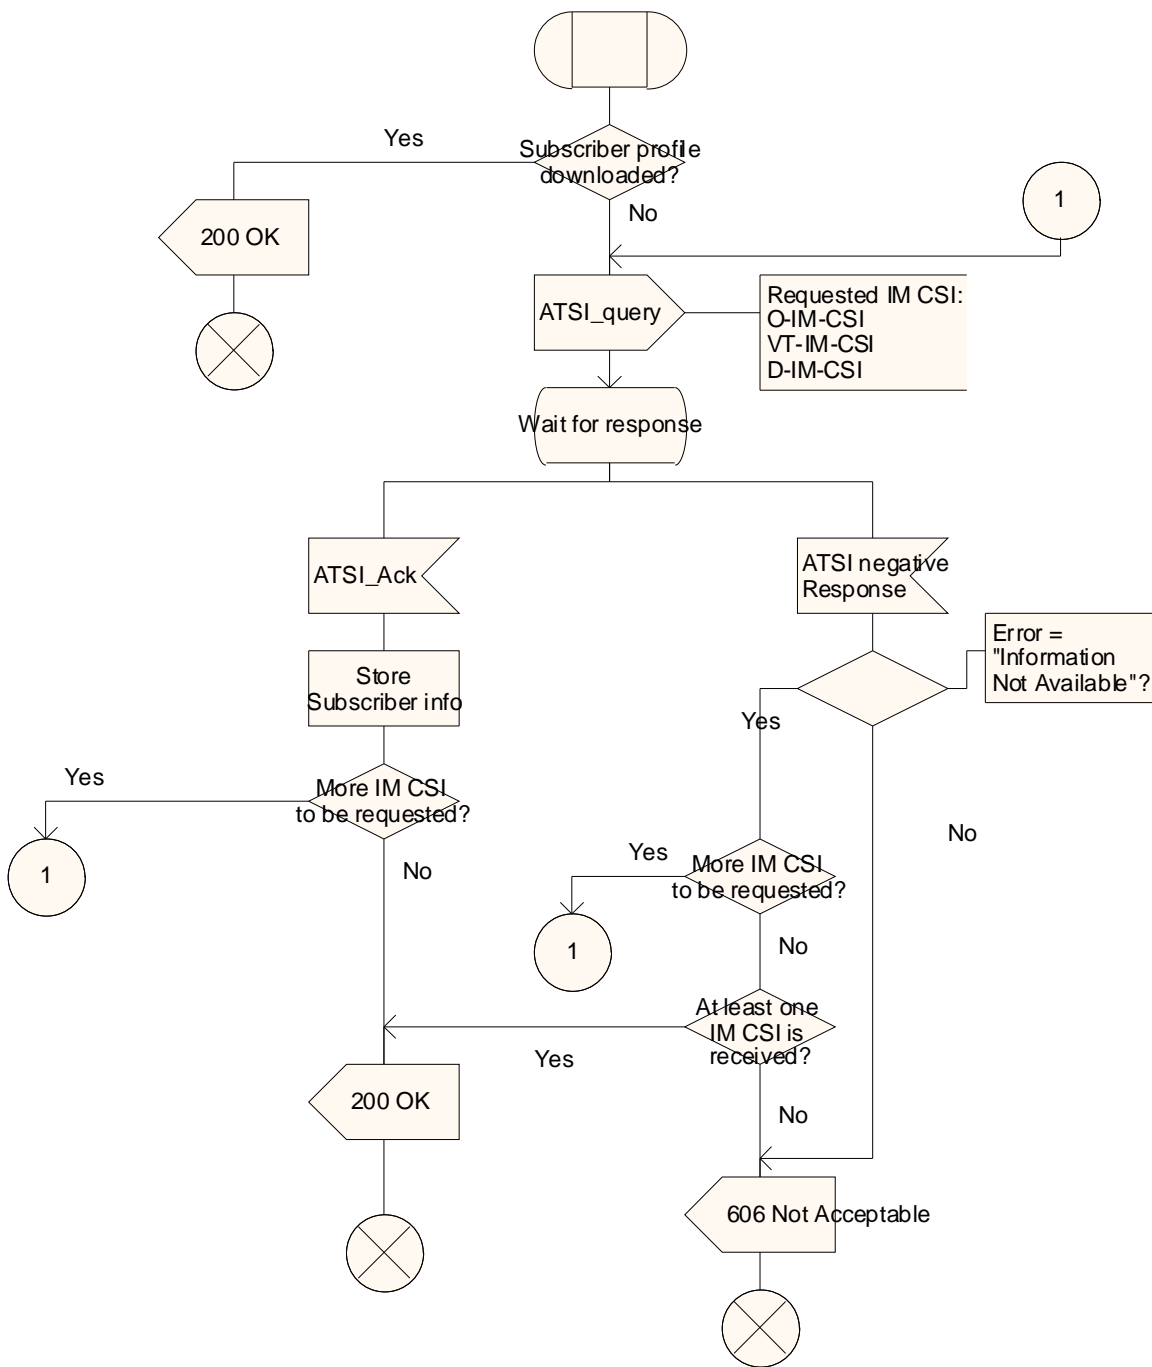 Yes
Subscriber profile
downloaded?
No
1
200 OK
ATSI_query
Requested IM CSI:
O-IM-CSI
VT-IM-CSI
D-IM-CSI
Wait for response
ATSI_Ack
ATSI negative
Response
Error =
"Information
Not Available"?
Store
Subscriber info
Yes
Yes
More IM CSI
to be requested?
1
No
No
Yes
More IM CSI
to be requested?
1
No
At least one
IM CSI is
received?
Yes
200 OK
No
606 Not Acceptable